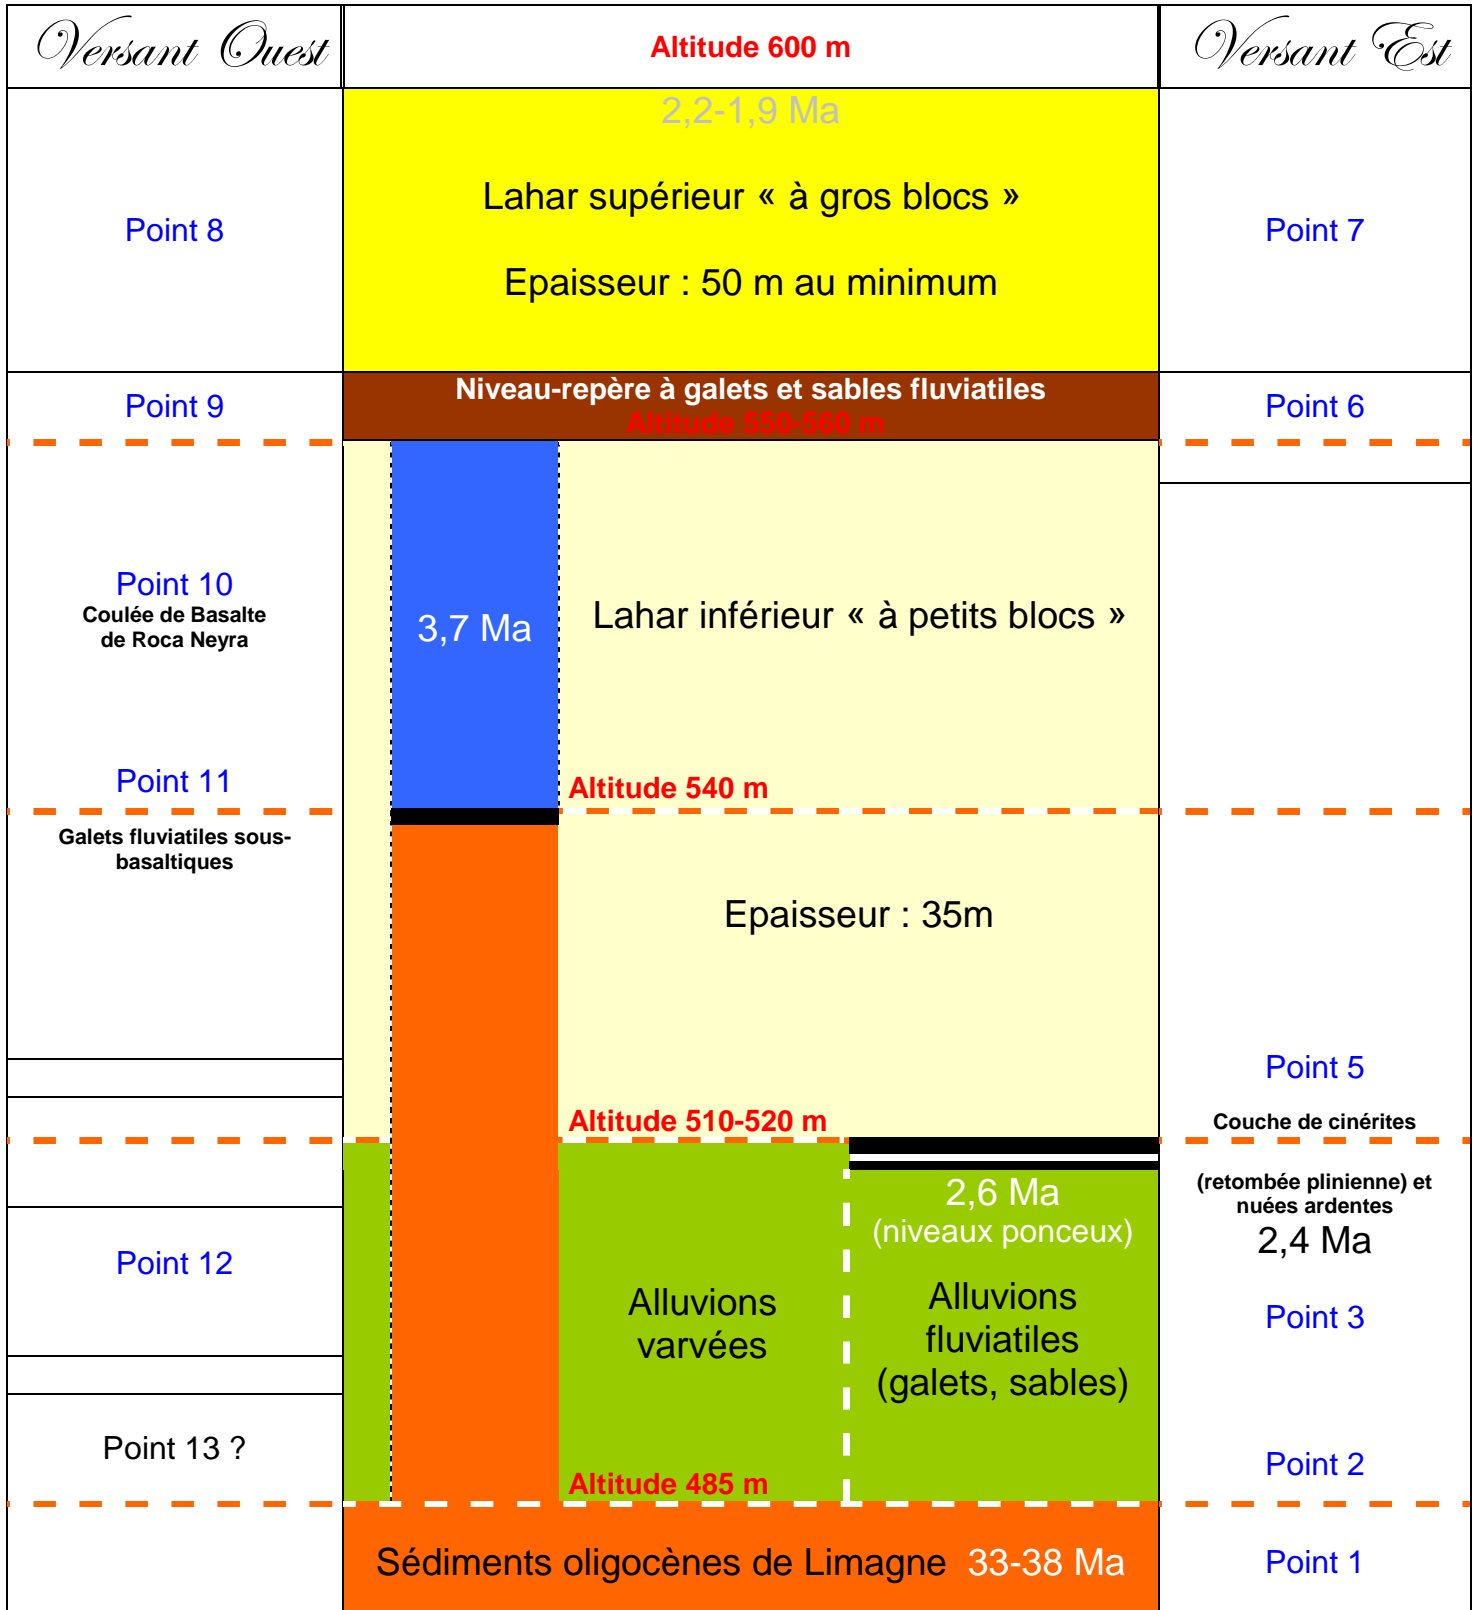 Versant Ouest
Altitude 600 m
Versant Est
2,2-1,9 Ma
Lahar supérieur « à gros blocs »
Point 8
Point 7
Epaisseur : 50 m au minimum
Niveau-repère à galets et sables fluviatiles
Point 9
Point 6
Altitude 550-560 m
Point 10
Coulée de Basalte
de Roca Neyra
3,7 Ma
Lahar inférieur « à petits blocs »
Point 11
Altitude 540 m
Galets fluviatiles sous-
basaltiques
Epaisseur : 35m
Point 5
Altitude 510-520 m
Couche de cinérites
(retombée plinienne) et
nuées ardentes
2,4 Ma
2,6 Ma
(niveaux ponceux)
Point 12
Alluvions
varvées
Alluvions
fluviatiles
(galets, sables)
Point 3
Point 13 ?
Point 2
Altitude 485 m
Sédiments oligocènes de Limagne 33-38 Ma
Point 1